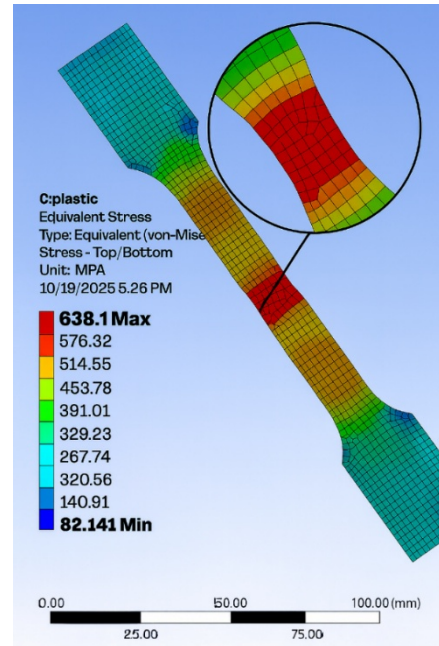 C:plastic
Equivalent Stress
Type: Equivalent (von-Mise
Stress - Top/Bottom
Unit: MPA
10/19/2025 5.26 PM
638.1 Max
576.32
514.55
453.78
391.01
329.23
267.74
320.56
140.91
82.141 Min
0.00 50.00 100.00 (mm)
25.00 75.00